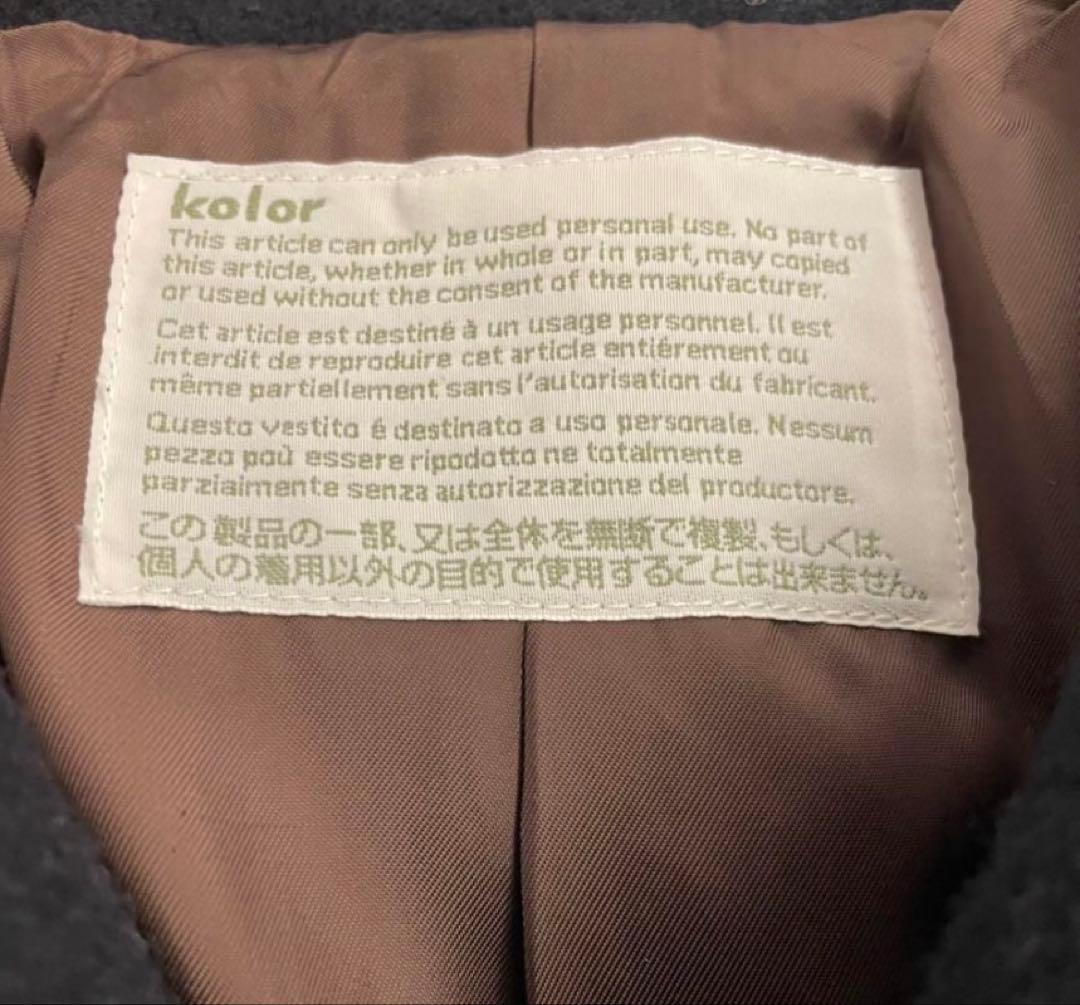 kolor
This article can only be used personal use. No part of
this article, whether in whole or in part, may copied
or used without the consent of the manufacturer.
Cet article est destiné à un usage personnel. Il est
interdit de reproduire cet article entiérement ou
même partiellement sans l'autorisation du fabricant.
Questo vestito é destinato a uso personale. Nessum
pezzo poù essere ripodotto ne totalmente
parziaimente senza autorizzazione del productore.
この製品の一部、又は全体を無断で複製、もしくは、
個人の着用以外の目的で使用することは出来ません。